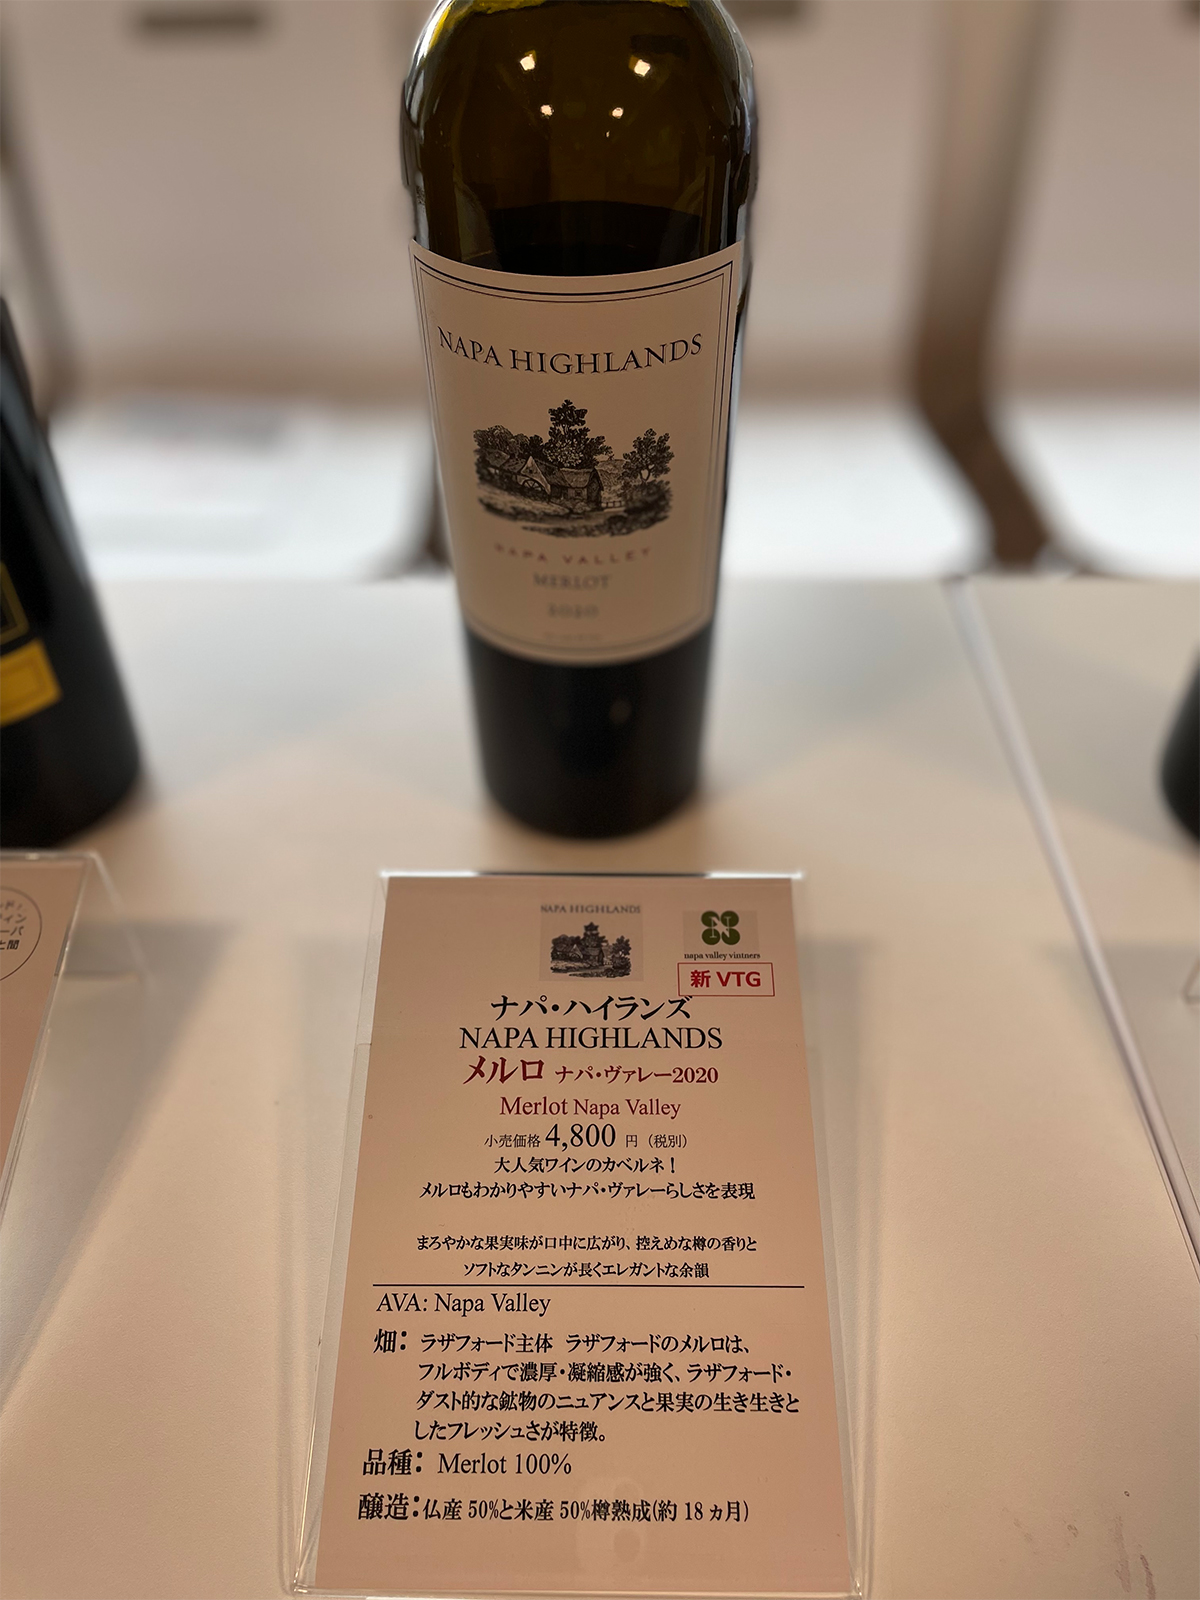 NAPA HIGHLANDS
NAPA VALLEY
MERLOT
2020
NAPA HIGHLANDS
napa valley vintners
新 VTG
ナパ・ハイランズ
NAPA HIGHLANDS
メルロ ナパ・ヴァレー2020
Merlot Napa Valley
小売価格 4,800 円（税別）
大人気ワインのカベルネ！
メルロもわかりやすいナパ・ヴァレーらしさを表現
まろやかな果実味が口中に広がり、控えめな樽の香りと
ソフトなタンニンが長くエレガントな余韻
AVA: Napa Valley
畑：ラザフォード主体 ラザフォードのメルロは、
フルボディで濃厚・凝縮感が強く、ラザフォード・
ダスト的な鉱物のニュアンスと果実の生き生きと
したフレッシュさが特徴。
品種：Merlot 100%
醸造：仏産 50%と米産 50%樽熟成(約 18 ヵ月)